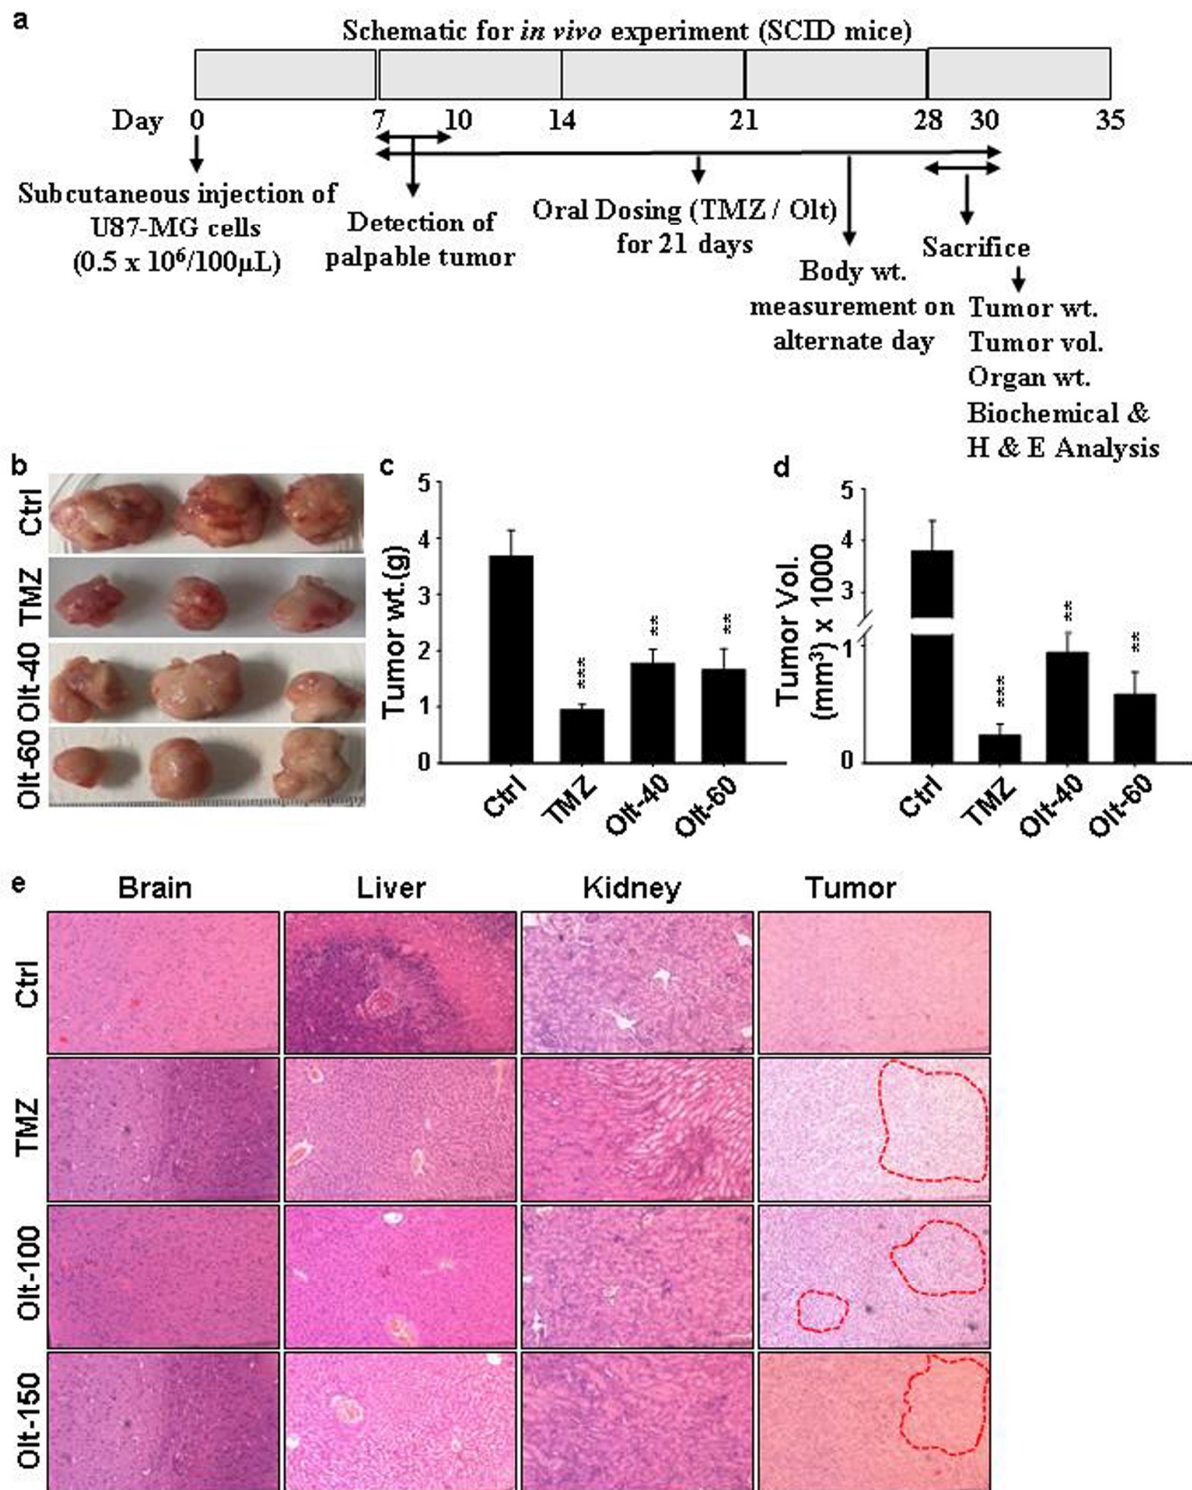 a
Schematic for in vivo experiment (SCID mice)
Day 0 7 10 14 21 28 30 35
Subcutaneous injection of
U87-MG cells
(0.5 x 10⁶/100µL)
Detection of
palpable tumor
Oral Dosing (TMZ / Olt)
for 21 days
Body wt.
measurement on
alternate day
Sacrifice
Tumor wt.
Tumor vol.
Organ wt.
Biochemical &
H & E Analysis
b
Ctrl
TMZ
Olt-40
Olt-60
c
Tumor wt.(g)
5
4
3
2
1
0
***
**
**
Ctrl
TMZ
Olt-40
Olt-60
d
Tumor Vol.
(mm³) x 1000
5
4
3
1
0
***
**
**
Ctrl
TMZ
Olt-40
Olt-60
e
Brain Liver Kidney Tumor
Ctrl
TMZ
Olt-100
Olt-150